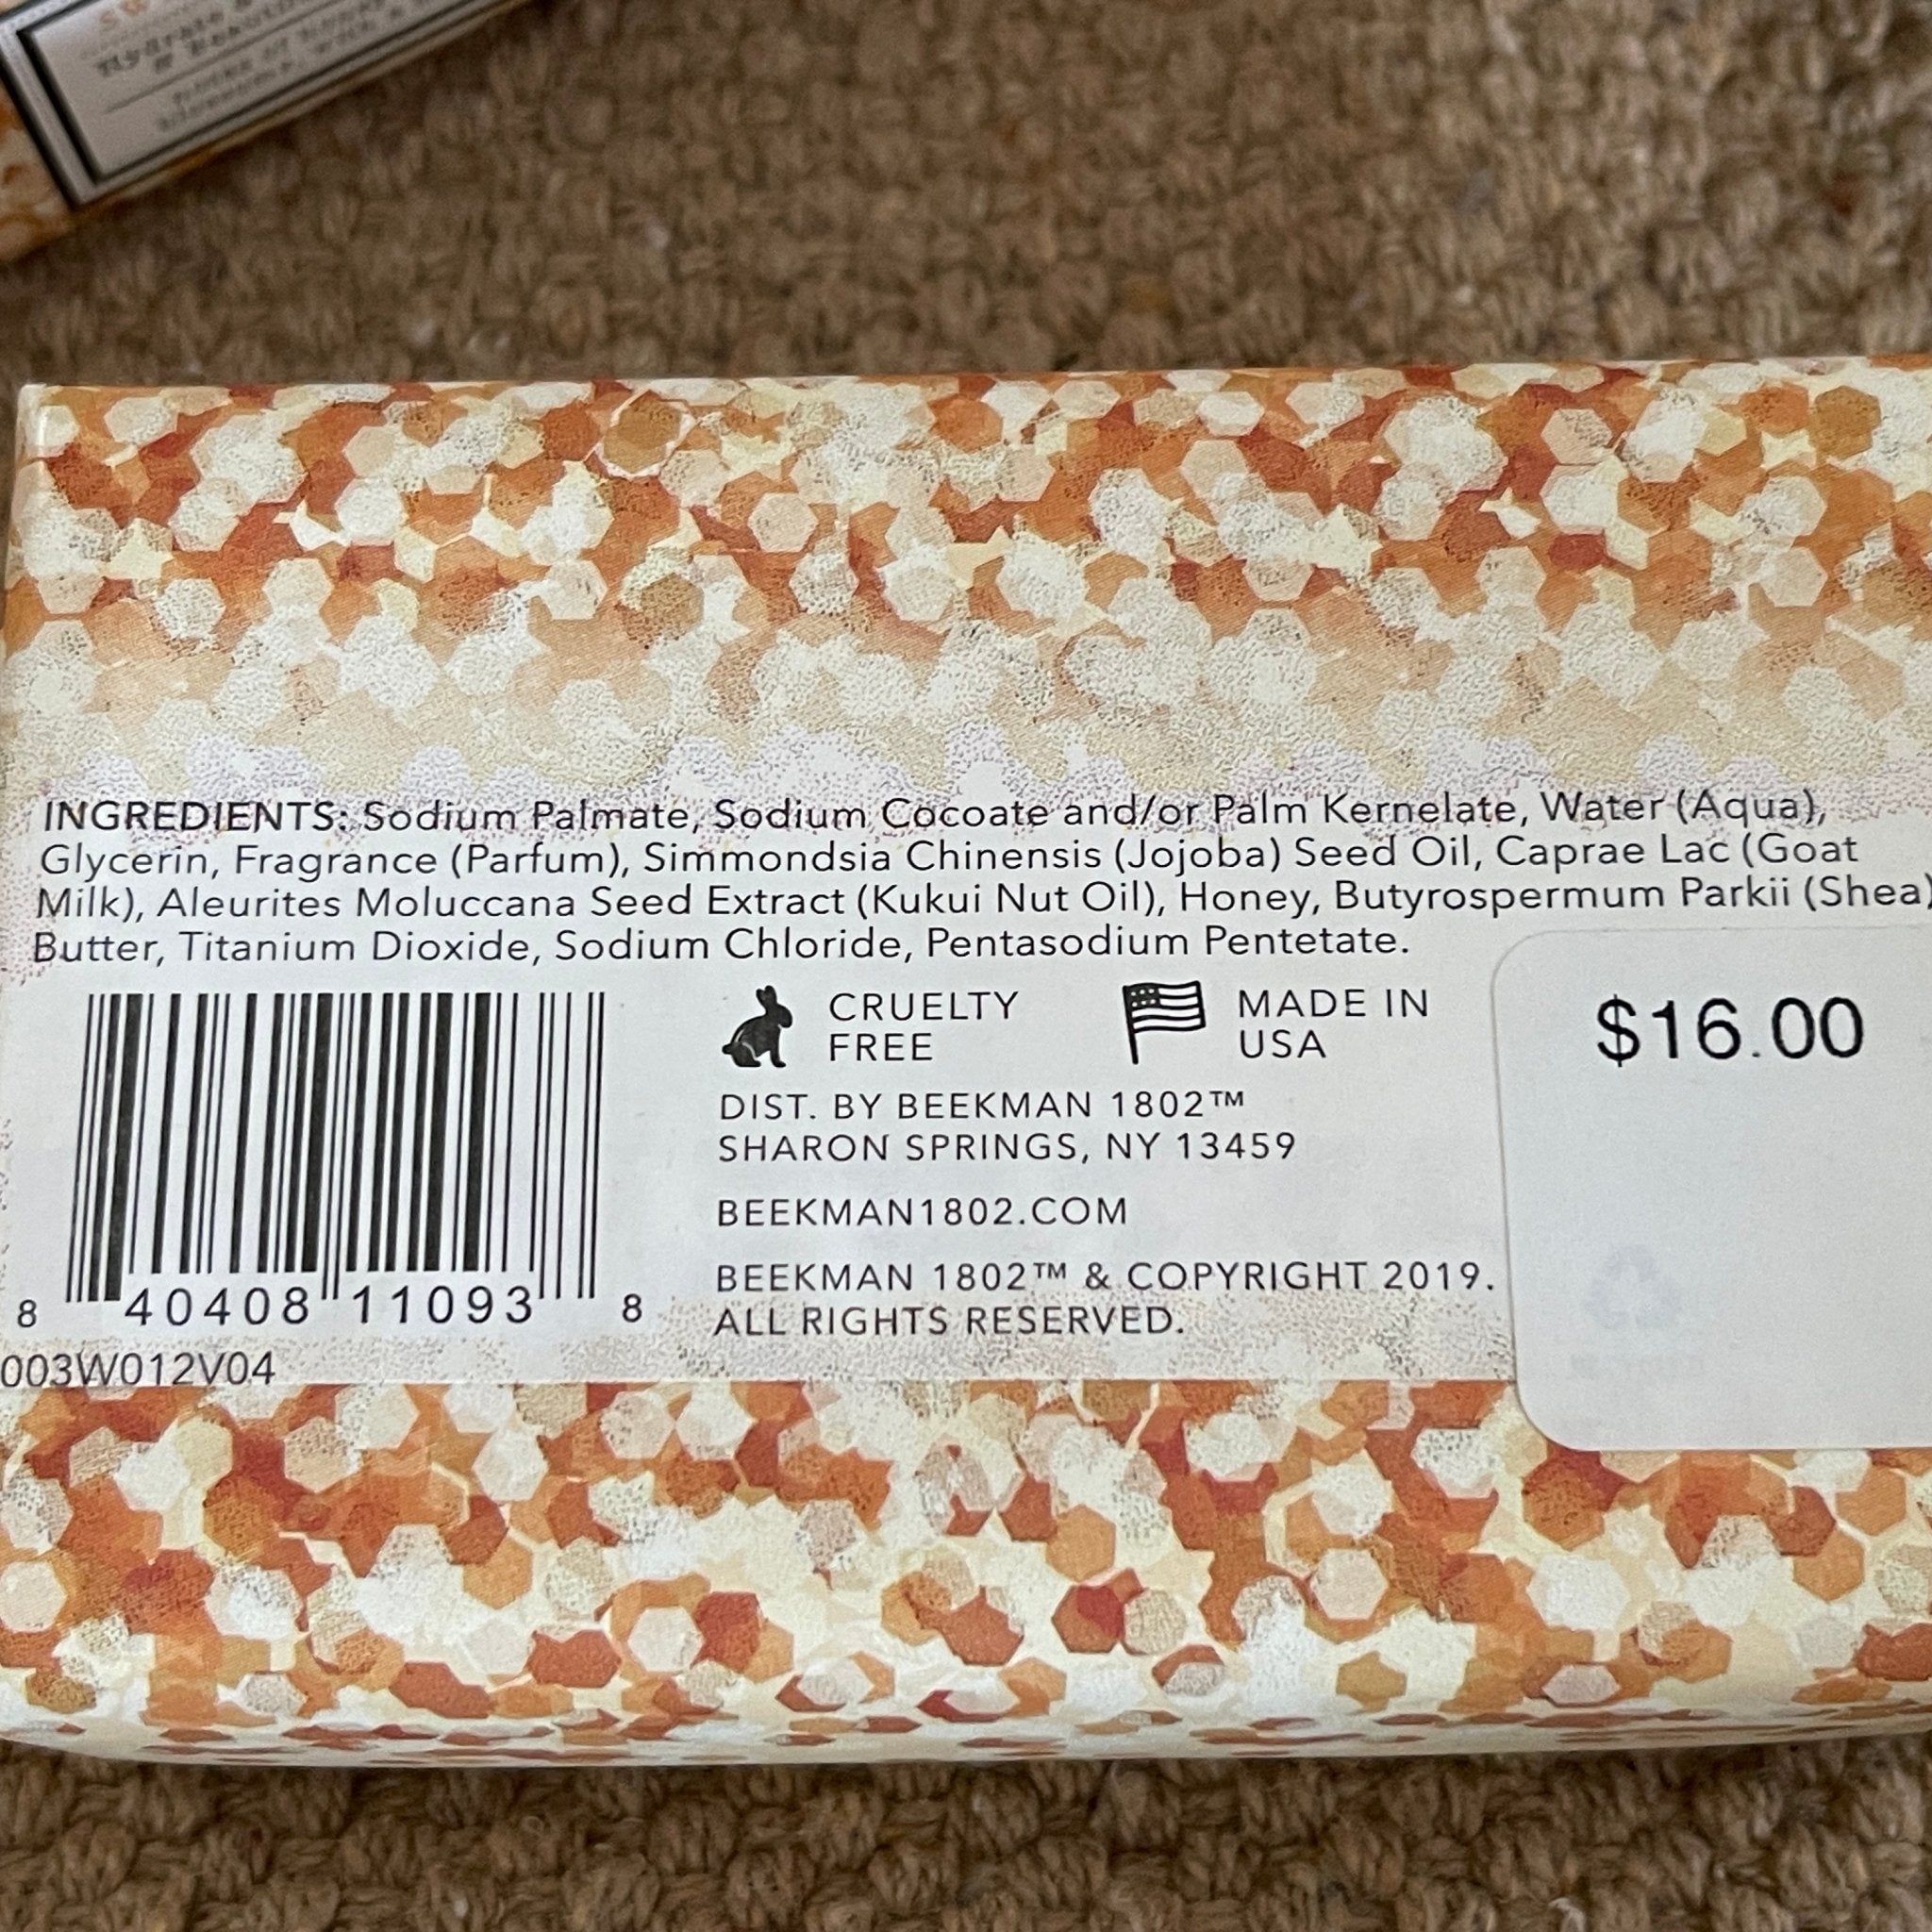 INGREDIENTS: Sodium Palmate, Sodium Cocoate and/or Palm Kernelate, Water (Aqua),
Glycerin, Fragrance (Parfum), Simmondsia Chinensis (Jojoba) Seed Oil, Caprae Lac (Goat
Milk), Aleurites Moluccana Seed Extract (Kukui Nut Oil), Honey, Butyrospermum Parkii (Shea)
Butter, Titanium Dioxide, Sodium Chloride, Pentasodium Pentetate.
CRUELTY
FREE
MADE IN
USA
$16.00
DIST. BY BEEKMAN 1802™
SHARON SPRINGS, NY 13459
BEEKMAN1802.COM
BEEKMAN 1802™ & COPYRIGHT 2019.
ALL RIGHTS RESERVED.
8 40408 11093 8
003W012V04